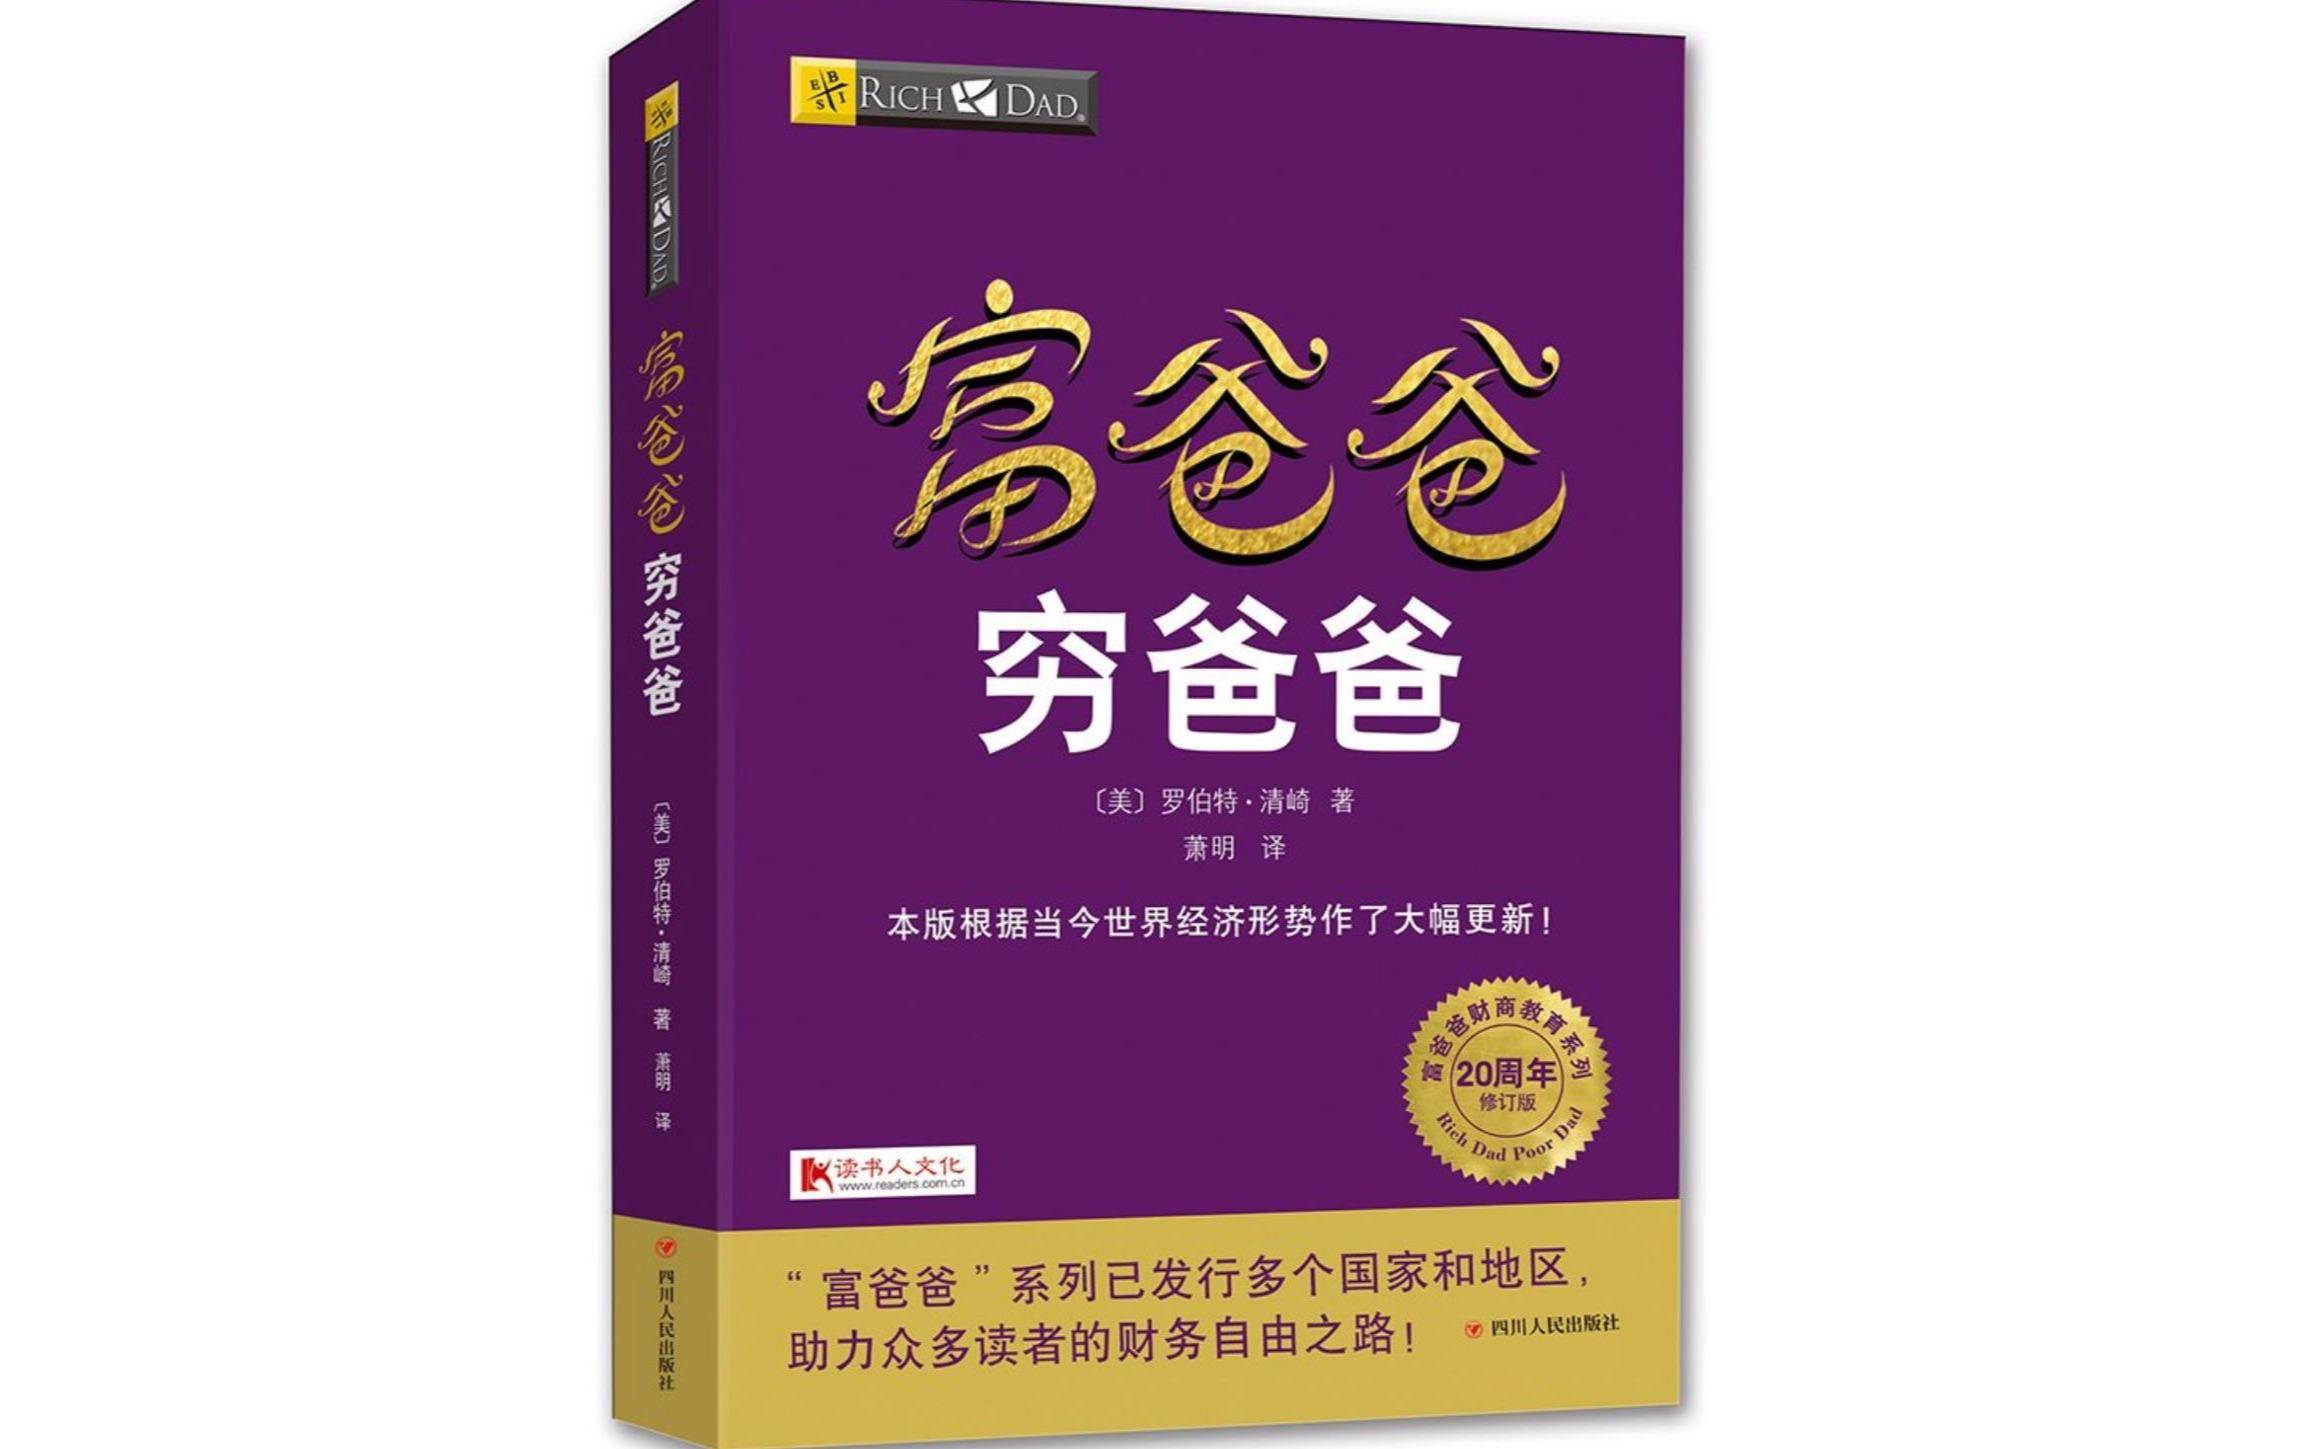 EBSI RICH DAD®
富爸爸
穷爸爸
〔美〕罗伯特·清崎 著
萧明 译
本版根据当今世界经济形势作了大幅更新！
富爸爸财商教育系列
20周年
修订版
Rich Dad Poor Dad
读书人文化
www.readers.com.cn
“富爸爸”系列已发行多个国家和地区，
助力众多读者的财务自由之路！
四川人民出版社
RICH DAD®
富爸爸
穷爸爸
〔美〕罗伯特·清崎 著 萧明 译
四川人民出版社